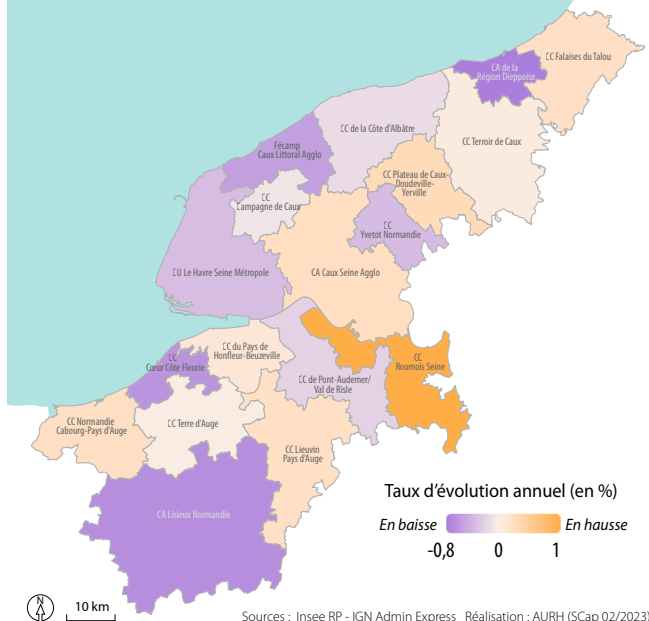 CC Falaises du Talou
CA de la
Région Dieppoise
CC de la Côte d'Albâtre
CC Terroir de Caux
Fécamp
Caux Littoral Agglo
CC Plateau de Caux-
Doudeville-
Yerville
CC
Campagne de Caux
CC
Yvetot Normandie
CU Le Havre Seine Métropole
CA Caux Seine Agglo
CC du Pays de
Honfleur-Beuzeville
CC
Cœur Côte Fleurie
CC
Roumois Seine
CC de Pont-Audemer/
Val de Risle
CC Normandie
Cabourg-Pays d'Auge
CC Terre d'Auge
CC Lieuvin
Pays d'Auge
CA Lisieux Normandie
Taux d'évolution annuel (en %)
En baisse En hausse
-0,8 0 1
N
10 km
Sources : Insee RP - IGN Admin Express Réalisation : AURH (SCap 02/2023)